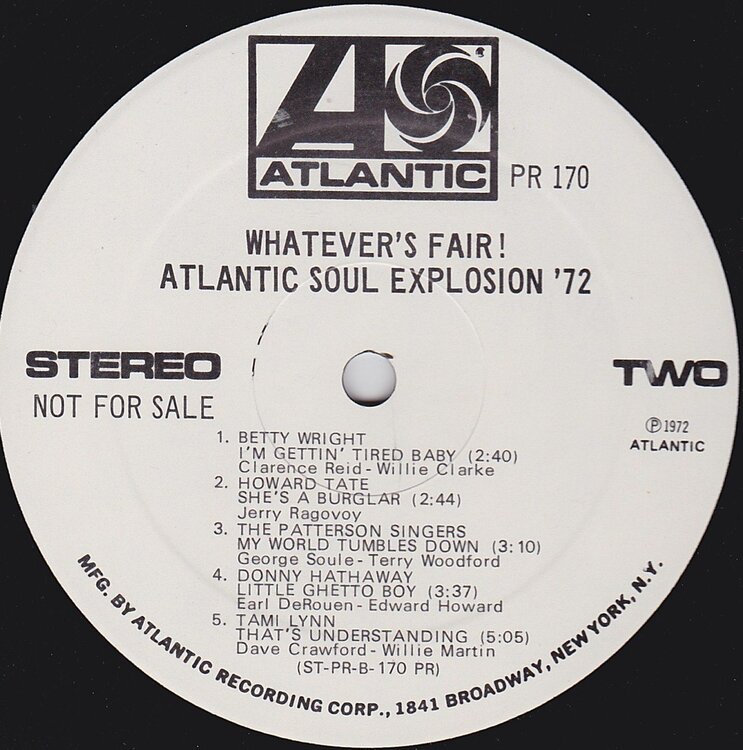 ATLANTIC
PR 170
WHATEVER'S FAIR!
ATLANTIC SOUL EXPLOSION '72
STEREO
TWO
NOT FOR SALE
Ⓟ 1972
ATLANTIC
1. BETTY WRIGHT
I'M GETTIN' TIRED BABY (2:40)
Clarence Reid - Willie Clarke
2. HOWARD TATE
SHE'S A BURGLAR (2:44)
Jerry Ragovoy
3. THE PATTERSON SINGERS
MY WORLD TUMBLES DOWN (3:10)
George Soule - Terry Woodford
4. DONNY HATHAWAY
LITTLE GHETTO BOY (3:37)
Earl DeRouen - Edward Howard
5. TAMI LYNN
THAT'S UNDERSTANDING (5:05)
Dave Crawford - Willie Martin
(ST-PR-B-170 PR)
MFG. BY ATLANTIC RECORDING CORP., 1841 BROADWAY, NEW YORK, N.Y.